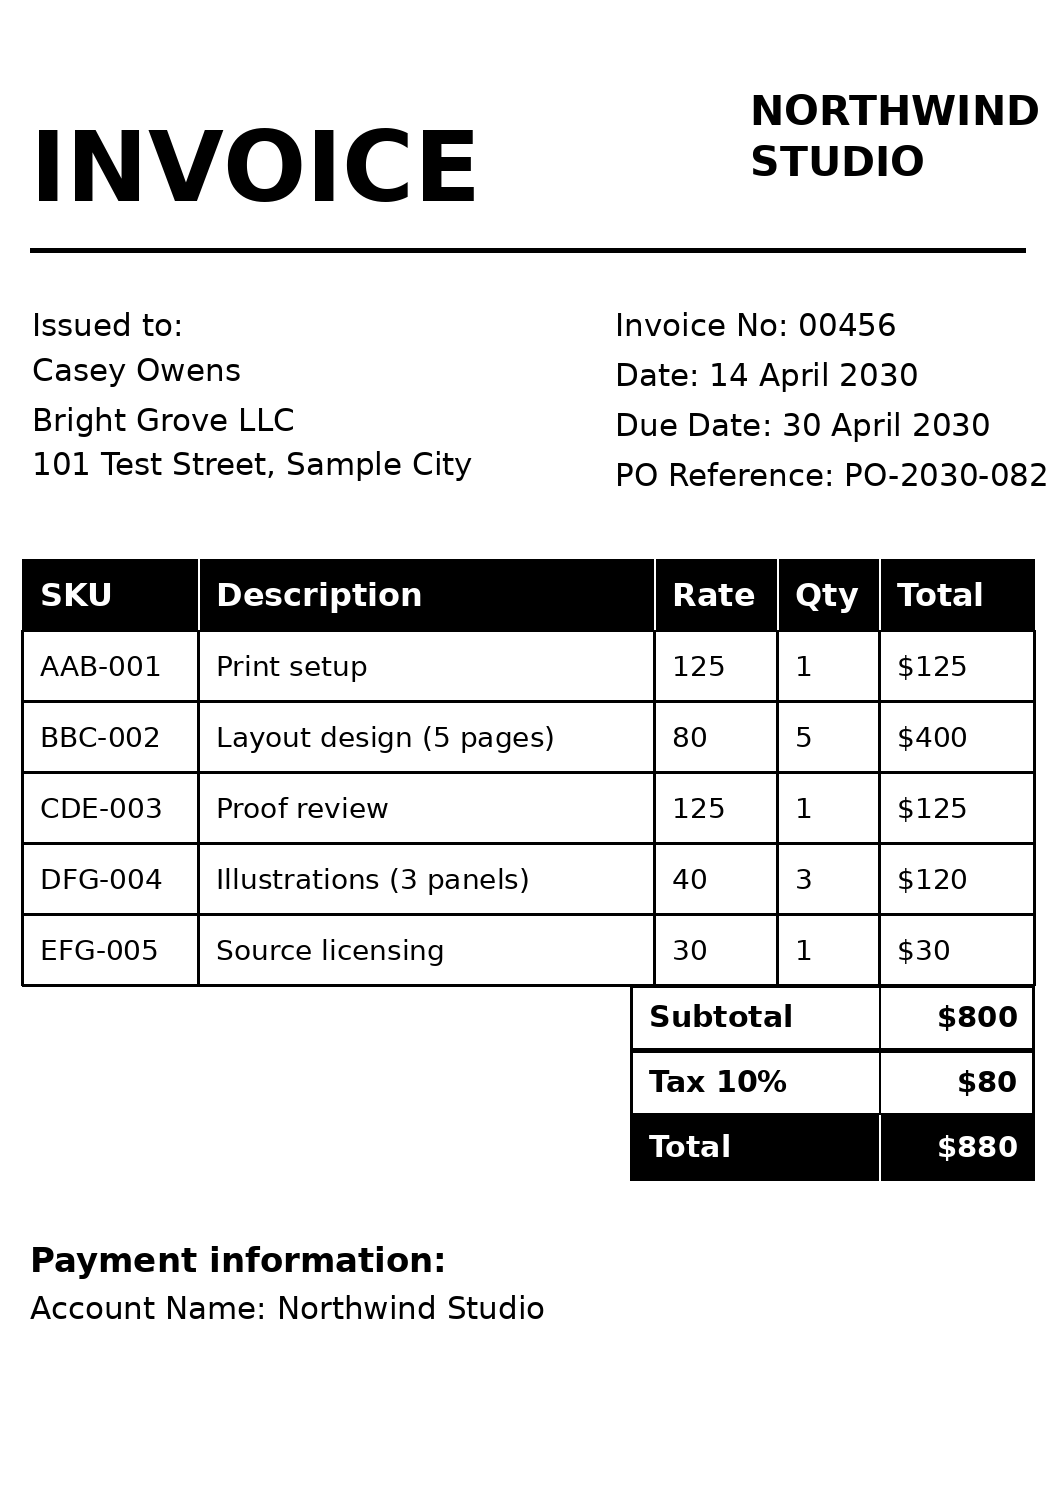 INVOICE
NORTHWIND
STUDIO
Issued to:
Casey Owens
Bright Grove LLC
101 Test Street, Sample City
Invoice No: 00456
Date: 14 April 2030
Due Date: 30 April 2030
PO Reference: PO-2030-082
SKU Description Rate Qty Total
AAB-001 Print setup 125 1 $125
BBC-002 Layout design (5 pages) 80 5 $400
CDE-003 Proof review 125 1 $125
DFG-004 Illustrations (3 panels) 40 3 $120
EFG-005 Source licensing 30 1 $30
Subtotal $800
Tax 10% $80
Total $880
Payment information:
Account Name: Northwind Studio